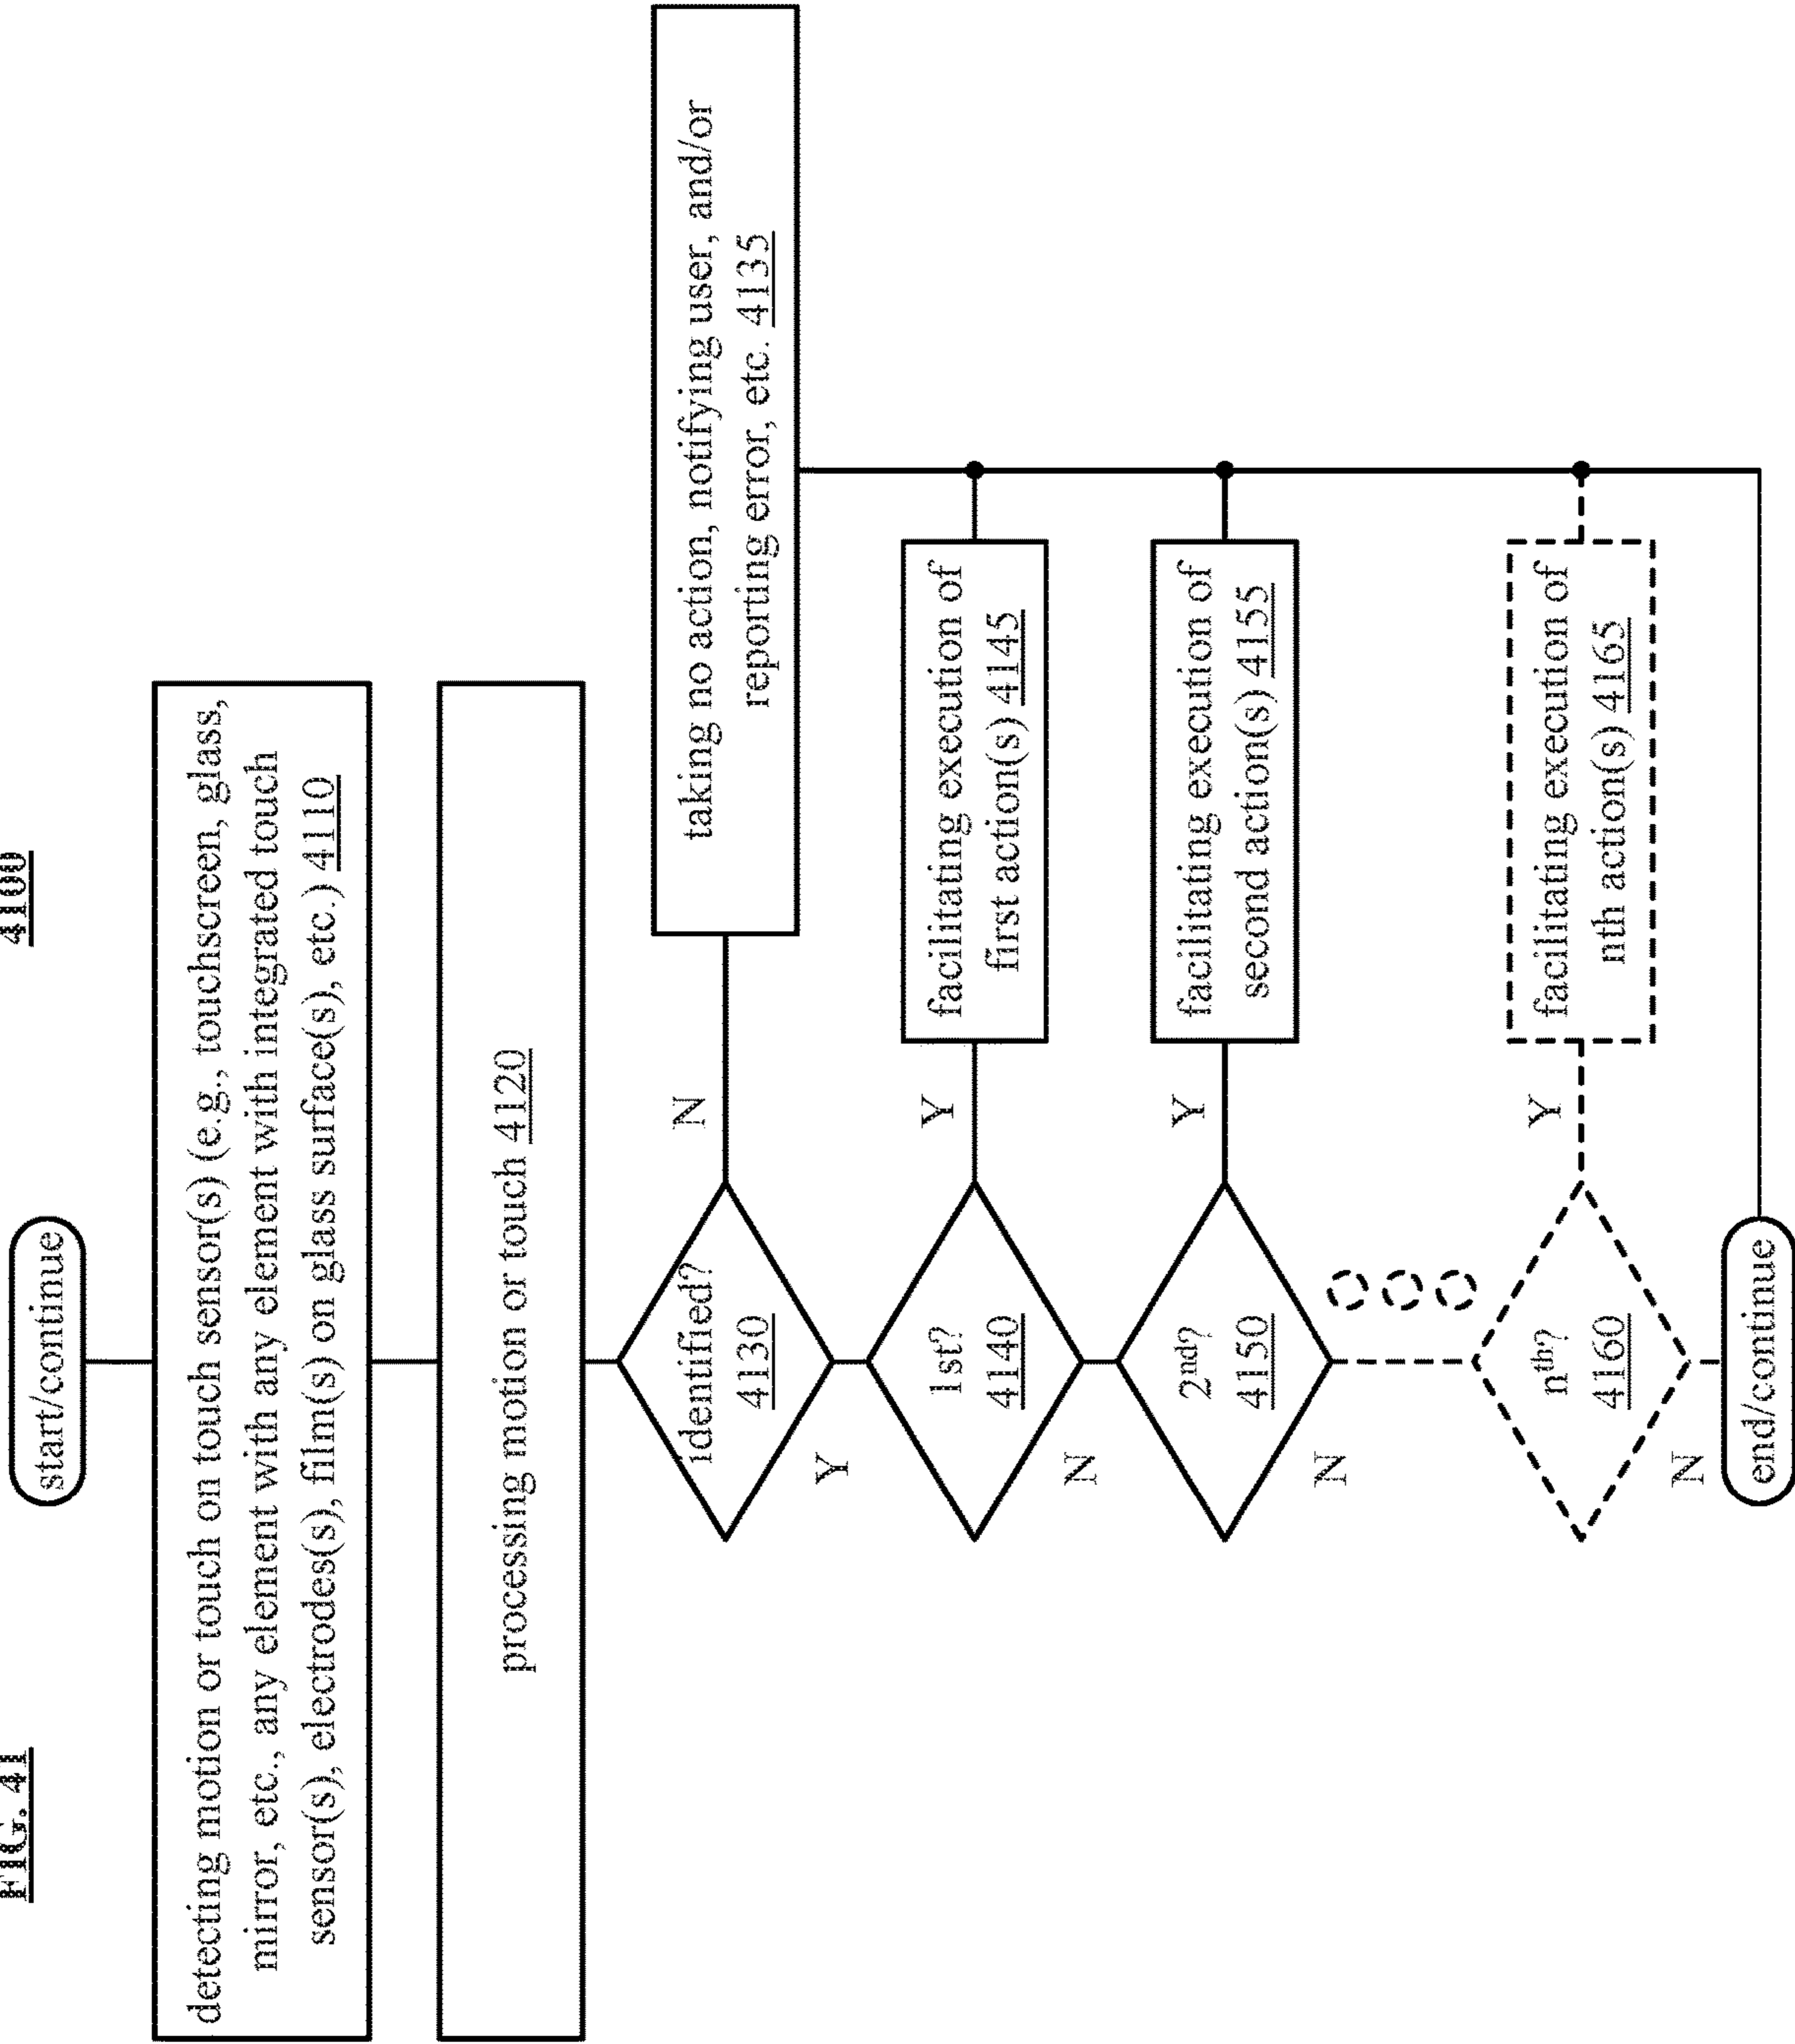 FIG. 41
4100
start/continue
detecting motion or touch on touch sensor(s) (e.g., touchscreen, glass,
mirror, etc., any element with any element with integrated touch
sensor(s), electrodes(s), film(s) on glass surface(s), etc.) 4110
processing motion or touch 4120
identified?
4130
N
taking no action, notifying user, and/or
reporting error, etc. 4135
Y
1st?
4140
Y
facilitating execution of
first action(s) 4145
N
2nd?
4150
Y
facilitating execution of
second action(s) 4155
N
nth?
4160
Y
facilitating execution of
nth action(s) 4165
N
end/continue